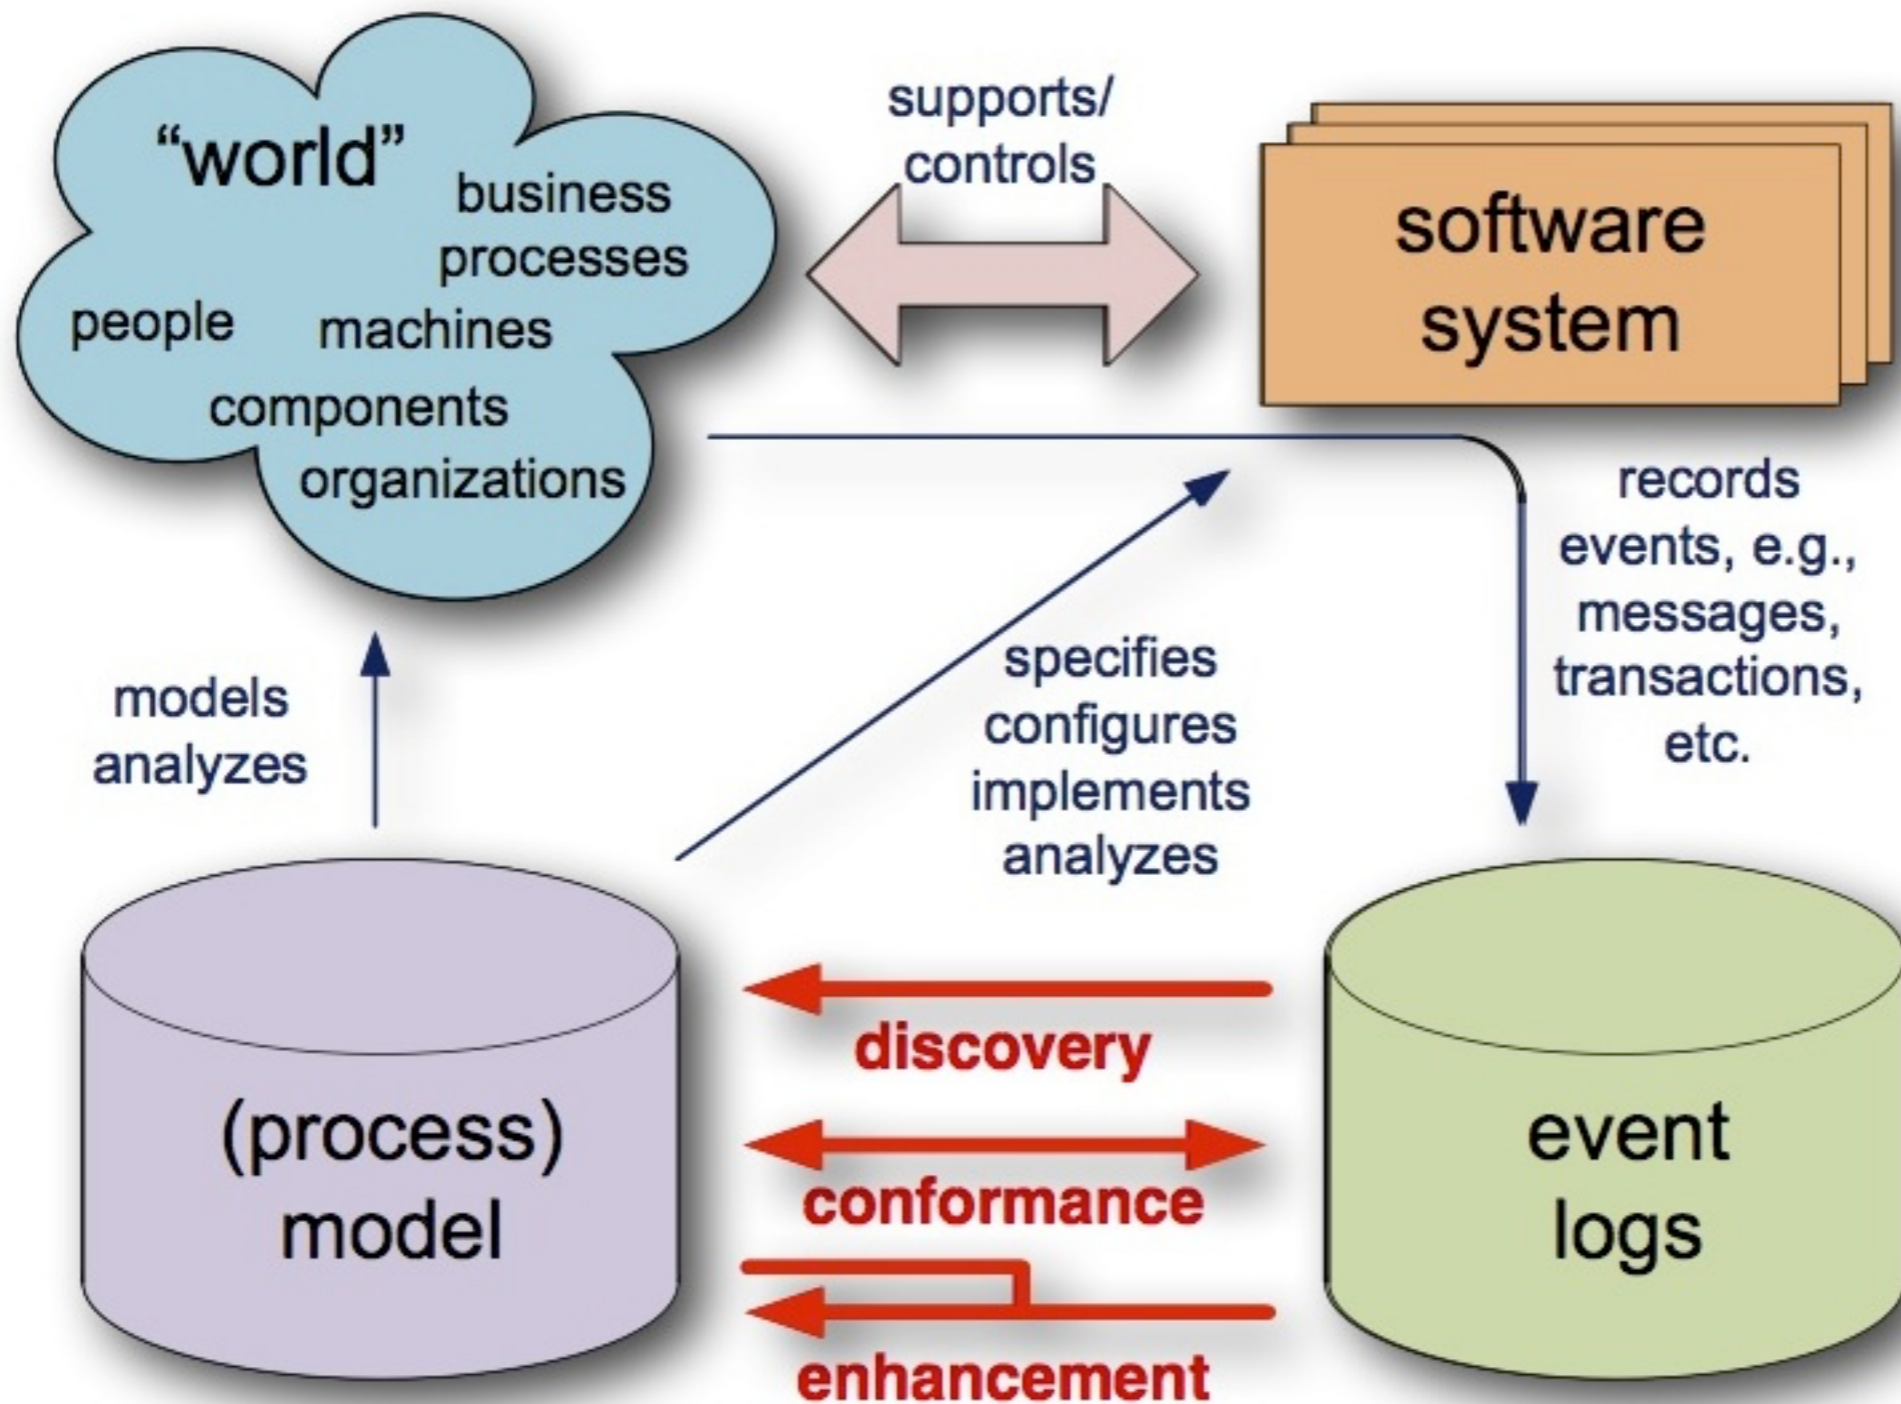 “world”
business
processes
people
machines
components
organizations
supports/
controls
software
system
records
events, e.g.,
messages,
transactions,
etc.
models
analyzes
specifies
configures
implements
analyzes
(process)
model
discovery
conformance
enhancement
event
logs